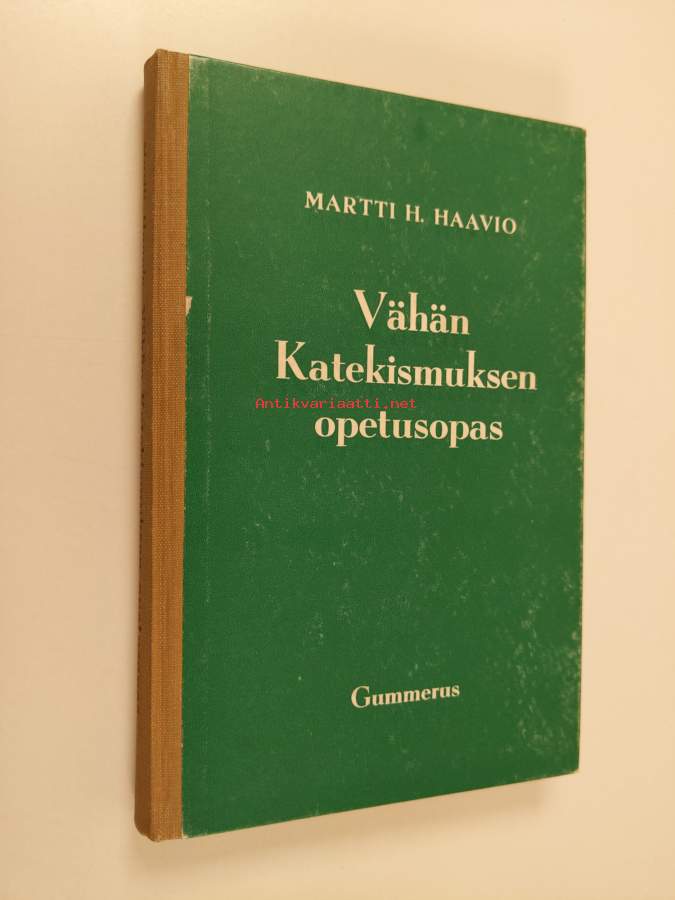 MARTTI H. HAAVIO
Vähän
Katekismuksen
Antikvariaatti.net
opetusopas
Gummerus